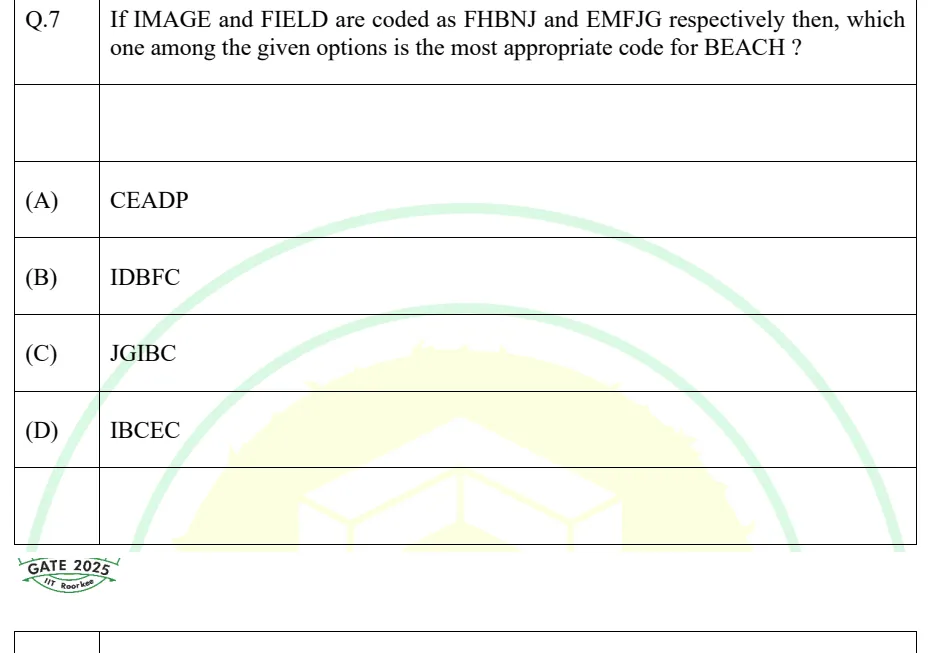 Q.7 If IMAGE and FIELD are coded as FHBNJ and EMFJG respectively then, which
one among the given options is the most appropriate code for BEACH ?
(A) CEADP
(B) IDBFC
(C) JGIBC
(D) IBCEC
GATE 2025
IIT Roorkee